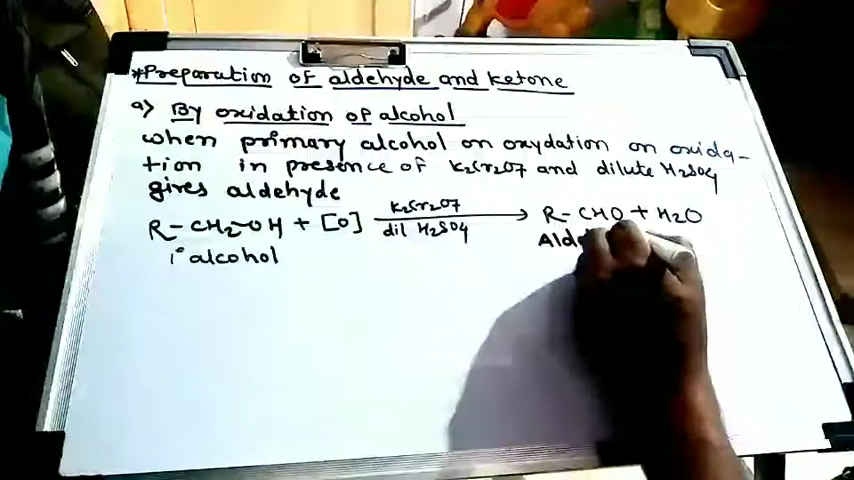 *Preparation of aldehyde and ketone
a) By oxidation of alcohol
when primary alcohol on oxydation on oxida-
tion in presence of K2Cr2O7 and dilute H2SO4
gives aldehyde
R-CH2-OH + [O] K2Cr2O7 dil H2SO4 → R-CHO + H2O
1° alcohol Alde